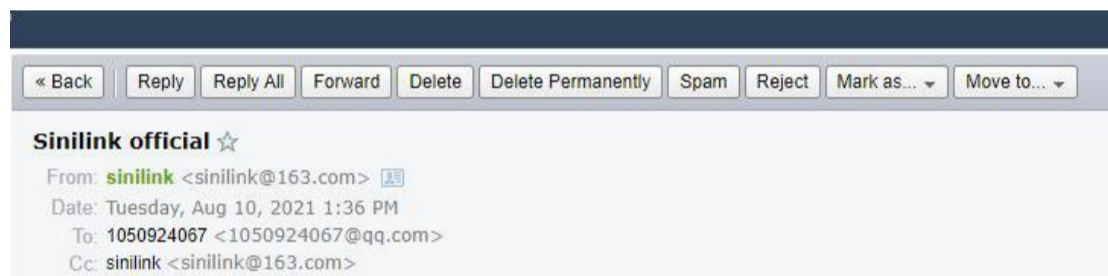 « Back Reply Reply All Forward Delete Delete Permanently Spam Reject Mark as... Move to...
Sinilink official ☆
From: sinilink <sinilink@163.com>
Date: Tuesday, Aug 10, 2021 1:36 PM
To: 1050924067 <1050924067@qq.com>
Cc: sinilink <sinilink@163.com>